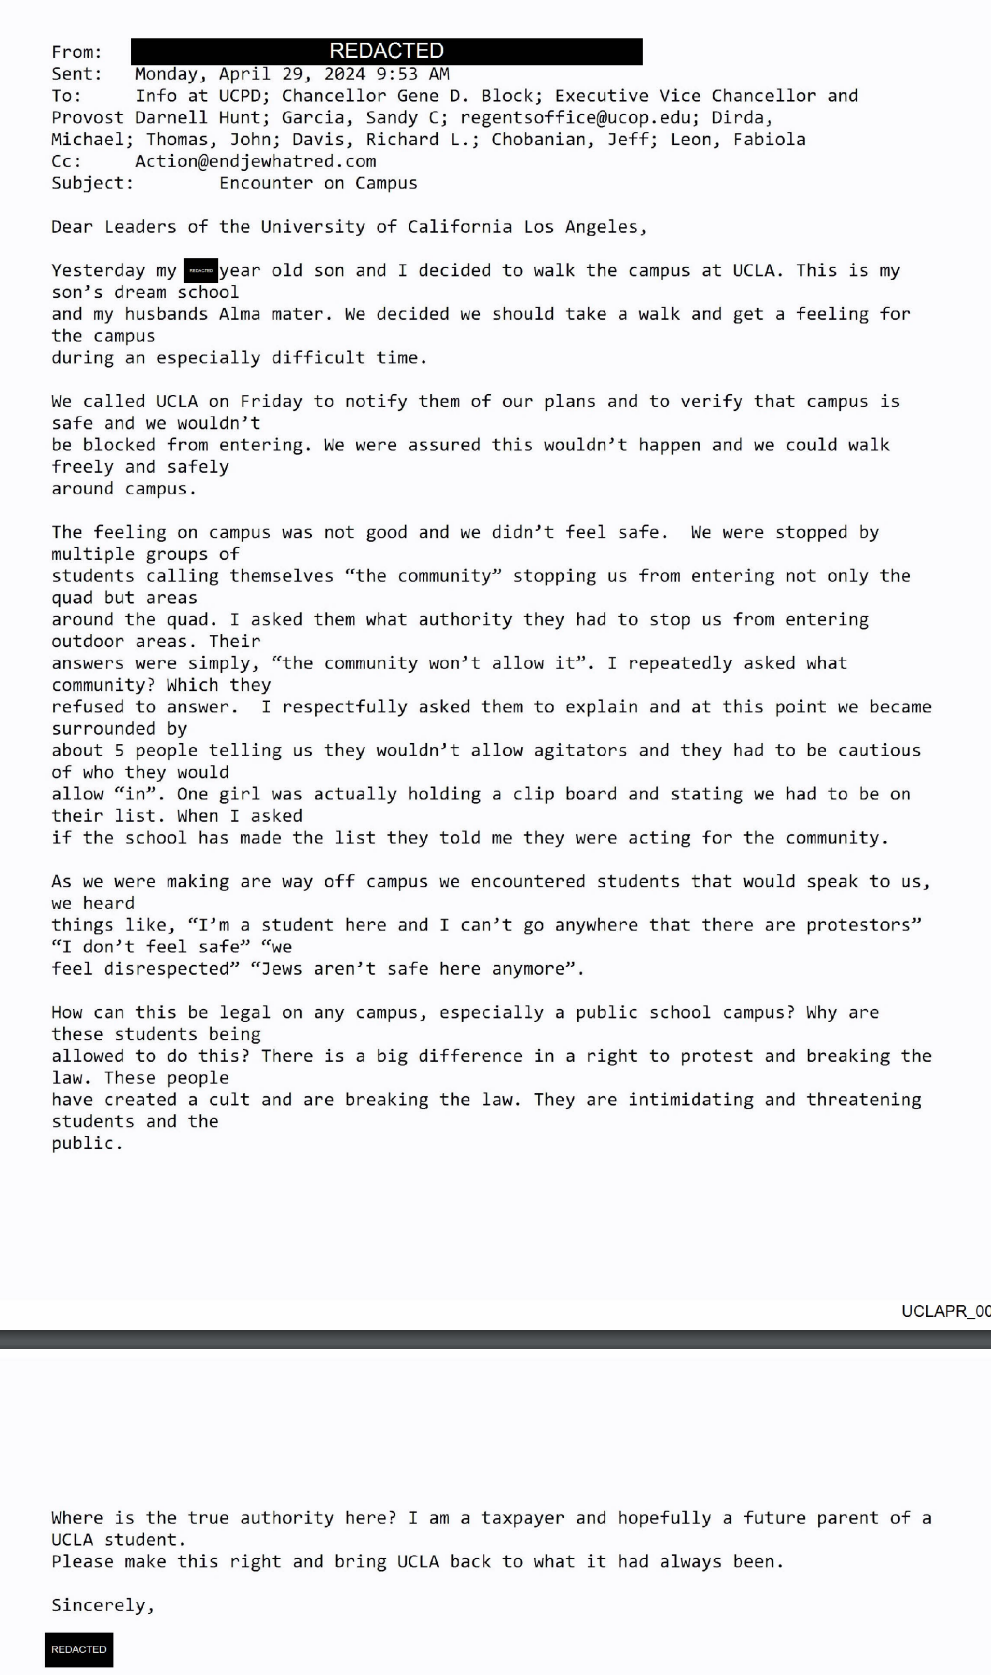 From: REDACTED
Sent: Monday, April 29, 2024 9:53 AM
To: Info at UCPD; Chancellor Gene D. Block; Executive Vice Chancellor and
Provost Darnell Hunt; Garcia, Sandy C; regentsoffice@ucop.edu; Dirda,
Michael; Thomas, John; Davis, Richard L.; Chobanian, Jeff; Leon, Fabiola
Cc: Action@endjewhatred.com
Subject: Encounter on Campus
Dear Leaders of the University of California Los Angeles,
Yesterday my REDACTED year old son and I decided to walk the campus at UCLA. This is my
son’s dream school
and my husbands Alma mater. We decided we should take a walk and get a feeling for
the campus
during an especially difficult time.
We called UCLA on Friday to notify them of our plans and to verify that campus is
safe and we wouldn’t
be blocked from entering. We were assured this wouldn’t happen and we could walk
freely and safely
around campus.
The feeling on campus was not good and we didn’t feel safe.  We were stopped by
multiple groups of
students calling themselves “the community” stopping us from entering not only the
quad but areas
around the quad. I asked them what authority they had to stop us from entering
outdoor areas. Their
answers were simply, “the community won’t allow it”. I repeatedly asked what
community? Which they
refused to answer.  I respectfully asked them to explain and at this point we became
surrounded by
about 5 people telling us they wouldn’t allow agitators and they had to be cautious
of who they would
allow “in”. One girl was actually holding a clip board and stating we had to be on
their list. When I asked
if the school has made the list they told me they were acting for the community.
As we were making are way off campus we encountered students that would speak to us,
we heard
things like, “I’m a student here and I can’t go anywhere that there are protestors”
“I don’t feel safe” “we
feel disrespected” “Jews aren’t safe here anymore”.
How can this be legal on any campus, especially a public school campus? Why are
these students being
allowed to do this? There is a big difference in a right to protest and breaking the
law. These people
have created a cult and are breaking the law. They are intimidating and threatening
students and the
public.
UCLAPR_00
Where is the true authority here? I am a taxpayer and hopefully a future parent of a
UCLA student.
Please make this right and bring UCLA back to what it had always been.
Sincerely,
REDACTED